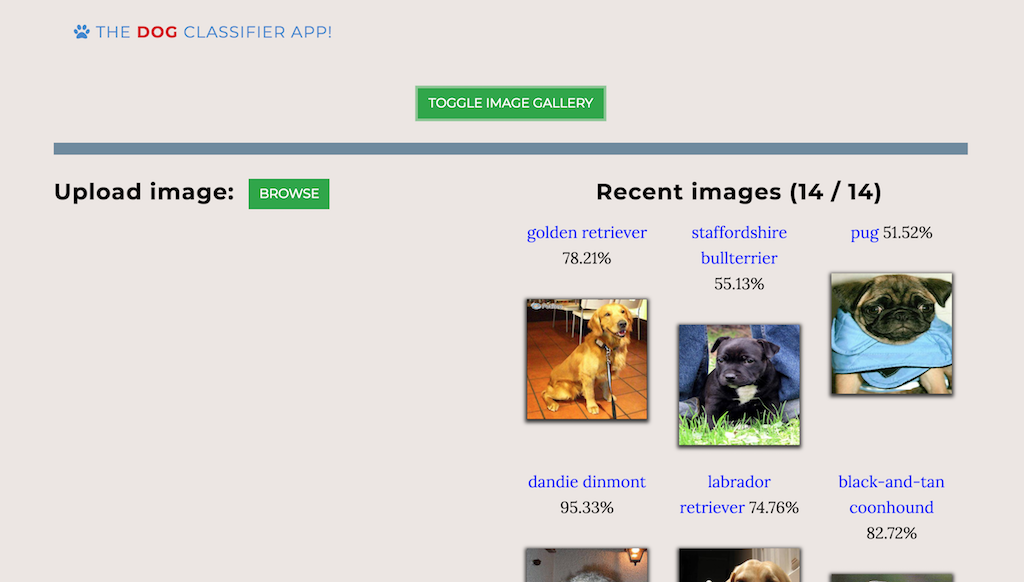 THE DOG CLASSIFIER APP!
TOGGLE IMAGE GALLERY
Upload image:
BROWSE
Recent images (14 / 14)
golden retriever
78.21%
staffordshire
bullterrier
55.13%
pug 51.52%
dandie dinmont
95.33%
labrador
retriever 74.76%
black-and-tan
coonhound
82.72%